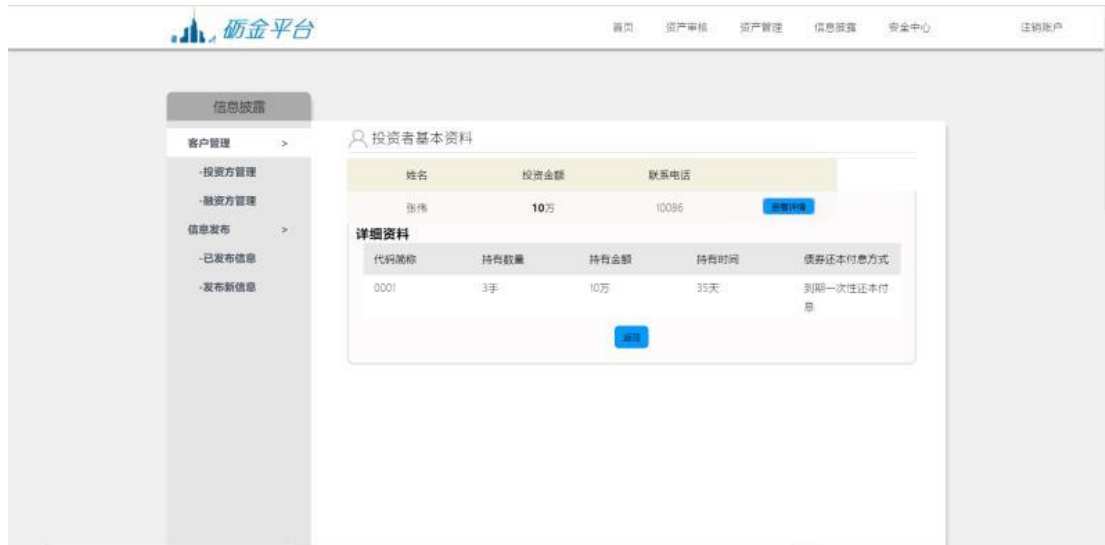 砺金平台
首页 资产审核 资产管理 信息披露 安全中心 注销账户
信息披露
客户管理 >
-投资方管理
-融资方管理
信息发布 >
-已发布信息
-发布新信息
投资者基本资料
姓名 投资金额 联系电话
张伟 10万 10086 查看详情
详细资料
代码简称 持有数量 持有金额 持有时间 债券还本付息方式
0001 3手 10万 35天 到期一次性还本付
息